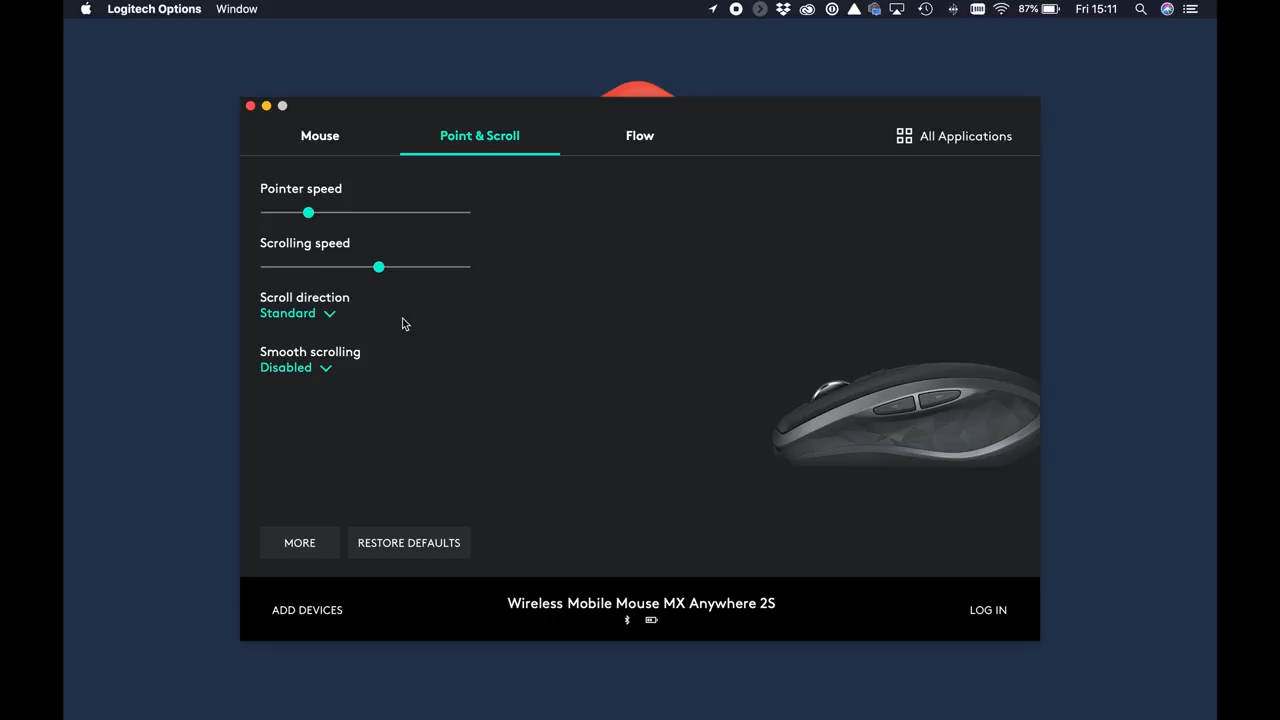 Logitech Options Window 87% Fri 15:11
Mouse Point & Scroll Flow All Applications
Pointer speed
Scrolling speed
Scroll direction
Standard
Smooth scrolling
Disabled
MORE RESTORE DEFAULTS
ADD DEVICES Wireless Mobile Mouse MX Anywhere 2S LOG IN